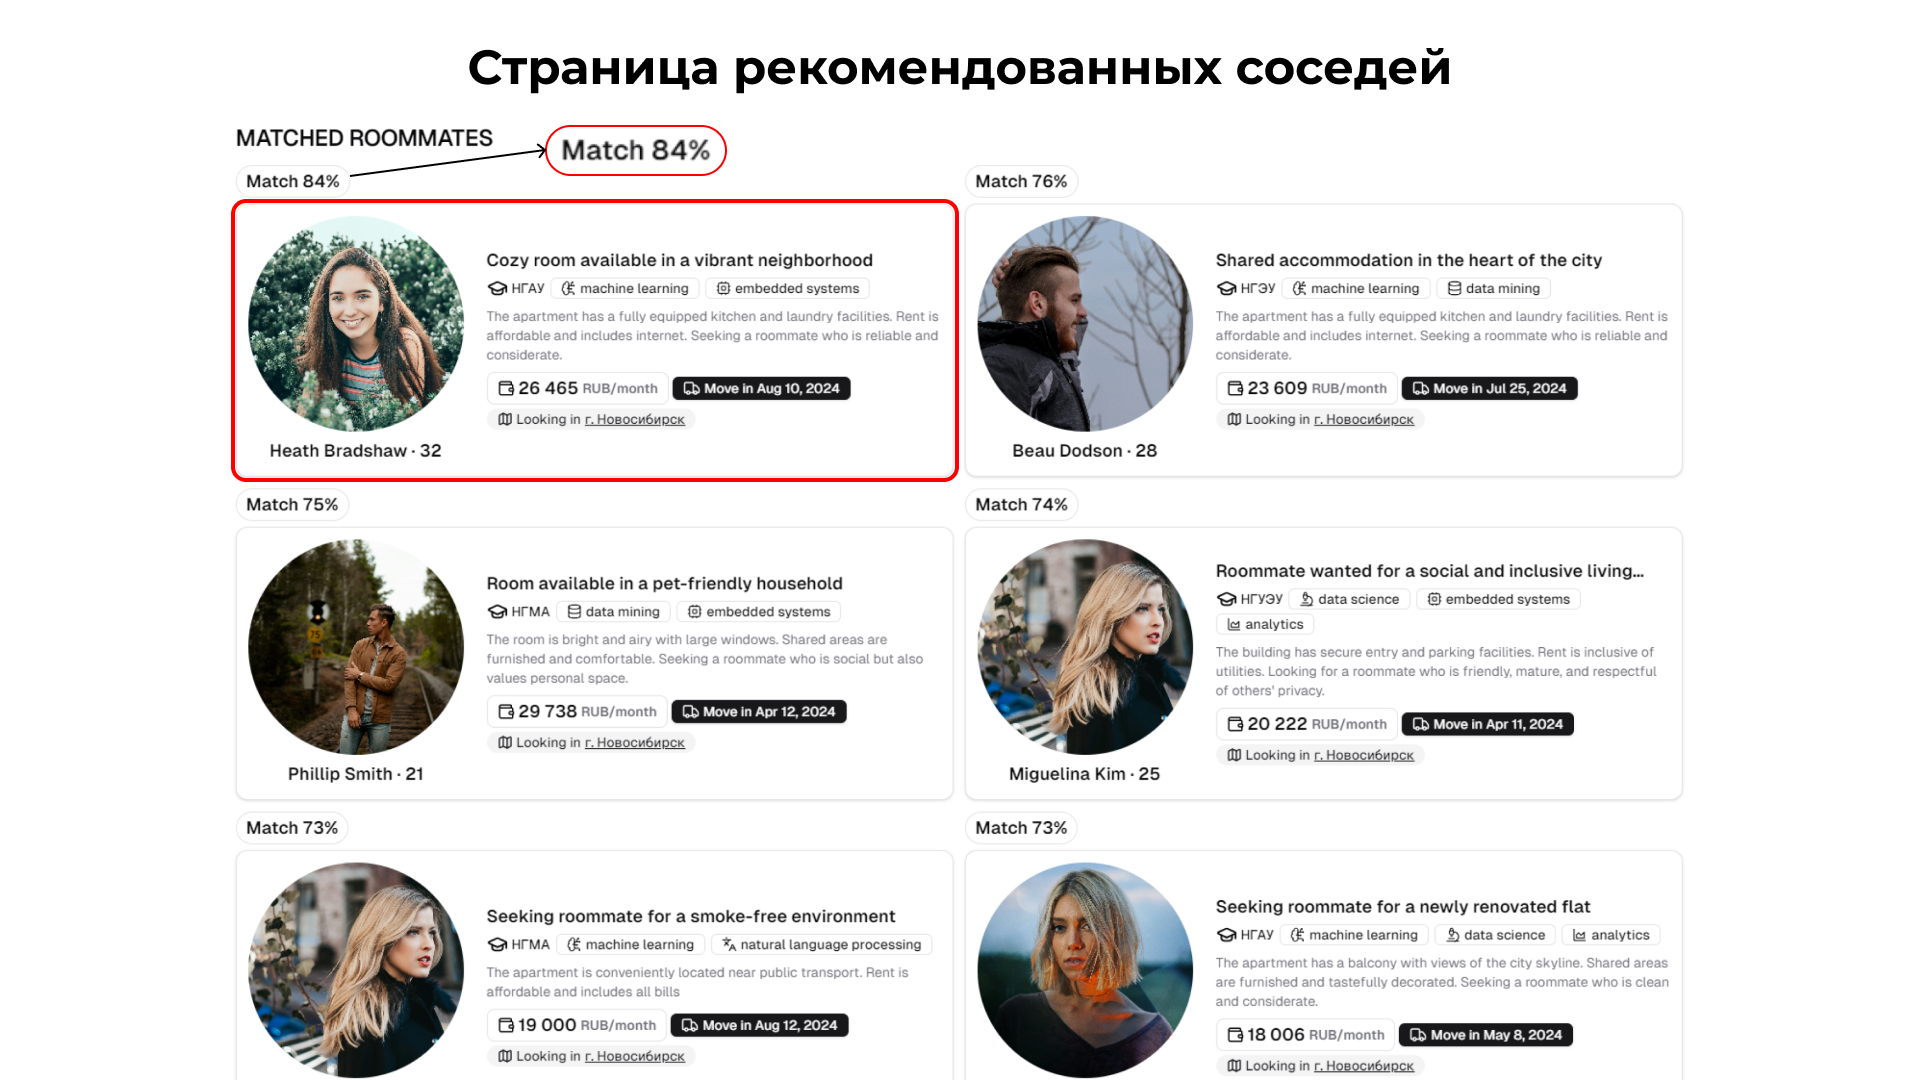 Страница рекомендованных соседей
MATCHED ROOMMATES
Match 84%
Match 84%
Cozy room available in a vibrant neighborhood
НГАУ machine learning embedded systems
The apartment has a fully equipped kitchen and laundry facilities. Rent is
affordable and includes internet. Seeking a roommate who is reliable and
considerate.
26 465 RUB/month Move in Aug 10, 2024
Looking in г. Новосибирск
Heath Bradshaw · 32
Match 76%
Shared accommodation in the heart of the city
НГЭУ machine learning data mining
The apartment has a fully equipped kitchen and laundry facilities. Rent is
affordable and includes internet. Seeking a roommate who is reliable and
considerate.
23 609 RUB/month Move in Jul 25, 2024
Looking in г. Новосибирск
Beau Dodson · 28
Match 75%
Room available in a pet-friendly household
НГМА data mining embedded systems
The room is bright and airy with large windows. Shared areas are
furnished and comfortable. Seeking a roommate who is social but also
values personal space.
29 738 RUB/month Move in Apr 12, 2024
Looking in г. Новосибирск
Phillip Smith · 21
Match 74%
Roommate wanted for a social and inclusive living...
НГУЭУ data science embedded systems
analytics
The building has secure entry and parking facilities. Rent is inclusive of
utilities. Looking for a roommate who is friendly, mature, and respectful
of others' privacy.
20 222 RUB/month Move in Apr 11, 2024
Looking in г. Новосибирск
Miguelina Kim · 25
Match 73%
Seeking roommate for a smoke-free environment
НГМА machine learning natural language processing
The apartment is conveniently located near public transport. Rent is
affordable and includes all bills
19 000 RUB/month Move in Aug 12, 2024
Looking in г. Новосибирск
Match 73%
Seeking roommate for a newly renovated flat
НГАУ machine learning data science analytics
The apartment has a balcony with views of the city skyline. Shared areas
are furnished and tastefully decorated. Seeking a roommate who is clean
and considerate.
18 006 RUB/month Move in May 8, 2024
Looking in г. Новосибирск